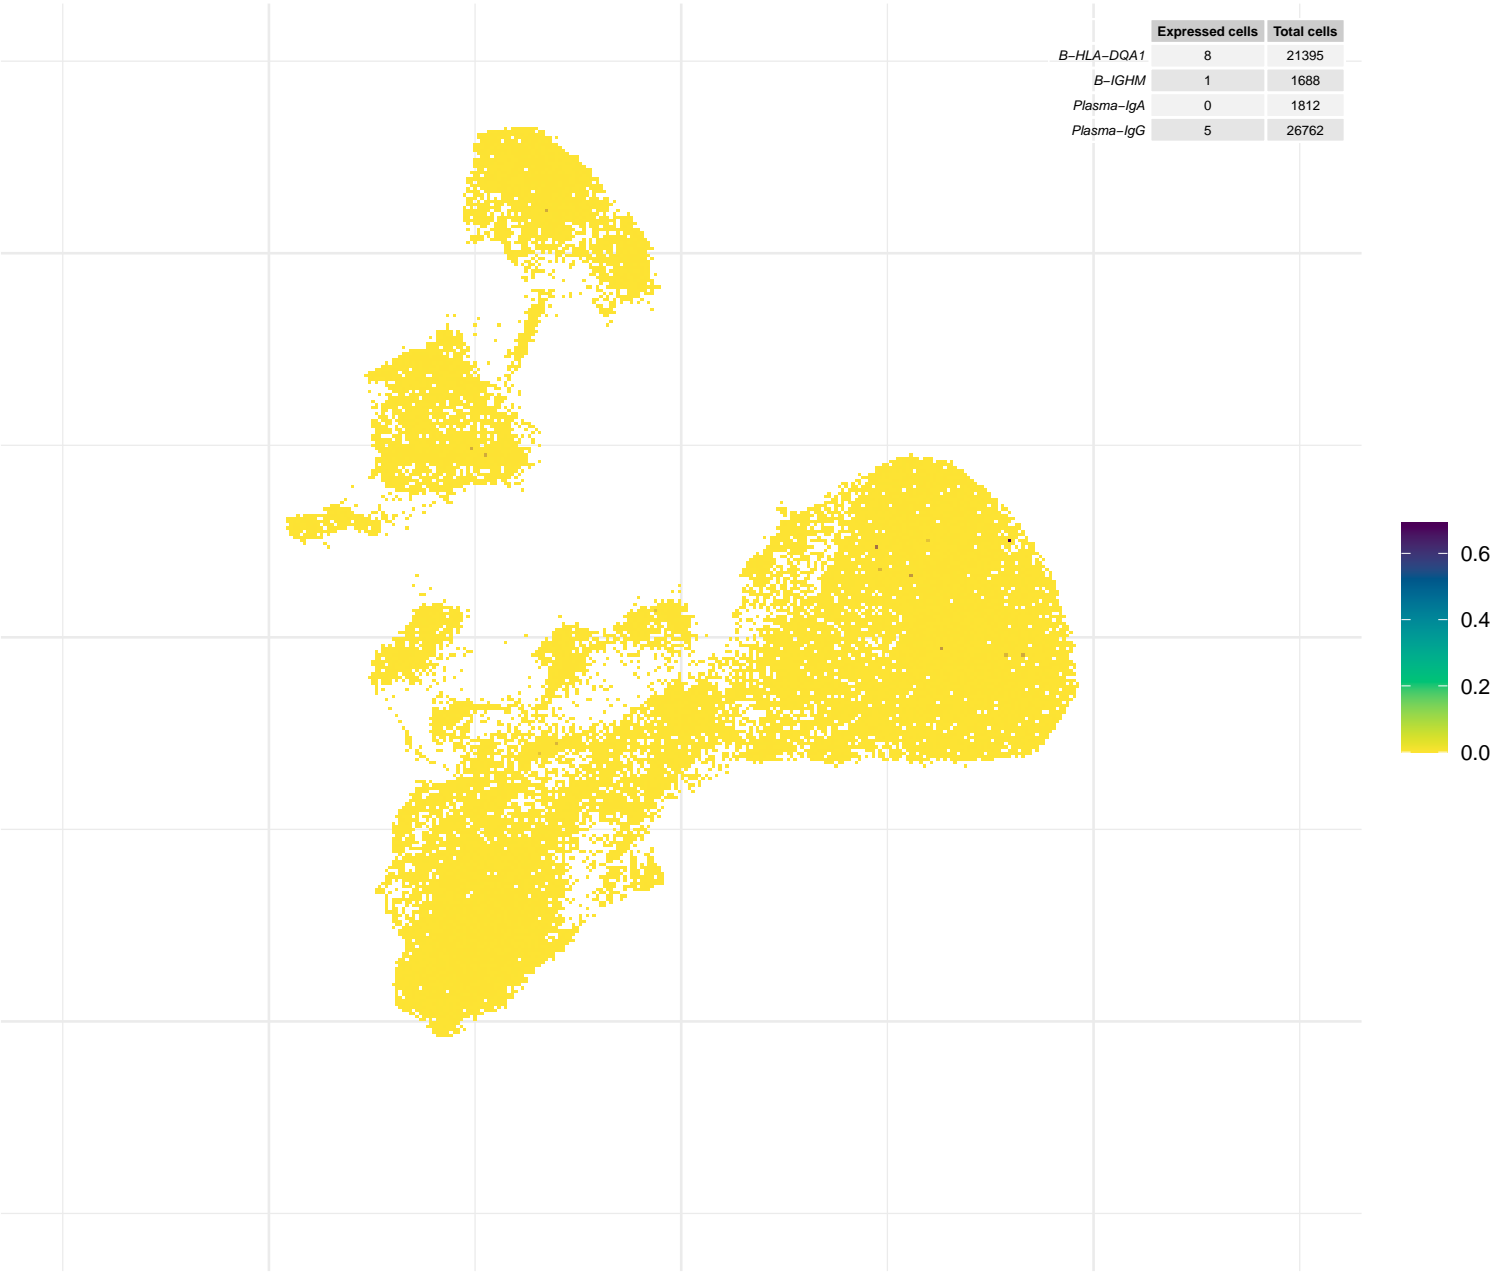 Expressed cells Total cells
B−HLA−DQA1 8 21395
B−IGHM 1 1688
Plasma−IgA 0 1812
Plasma−IgG 5 26762
0.6
0.4
0.2
0.0